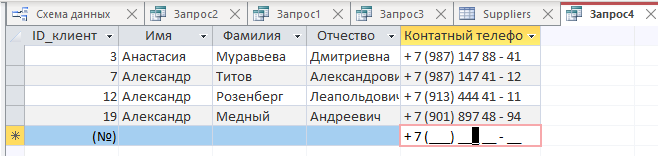 Схема данных Запрос2 Запрос1 Запрос3 Suppliers Запрос4
ID_клиент Имя Фамилия Отчество Контатный телефо
3 Анастасия Муравьева Дмитриевна + 7 (987) 147 88 - 41
7 Александр Титов Александрови + 7 (987) 147 41 - 12
12 Александр Розенберг Леапольдович + 7 (913) 444 41 - 11
19 Александр Медный Андреевич + 7 (901) 897 48 - 94
* (№) + 7 (___) ___ __ - __